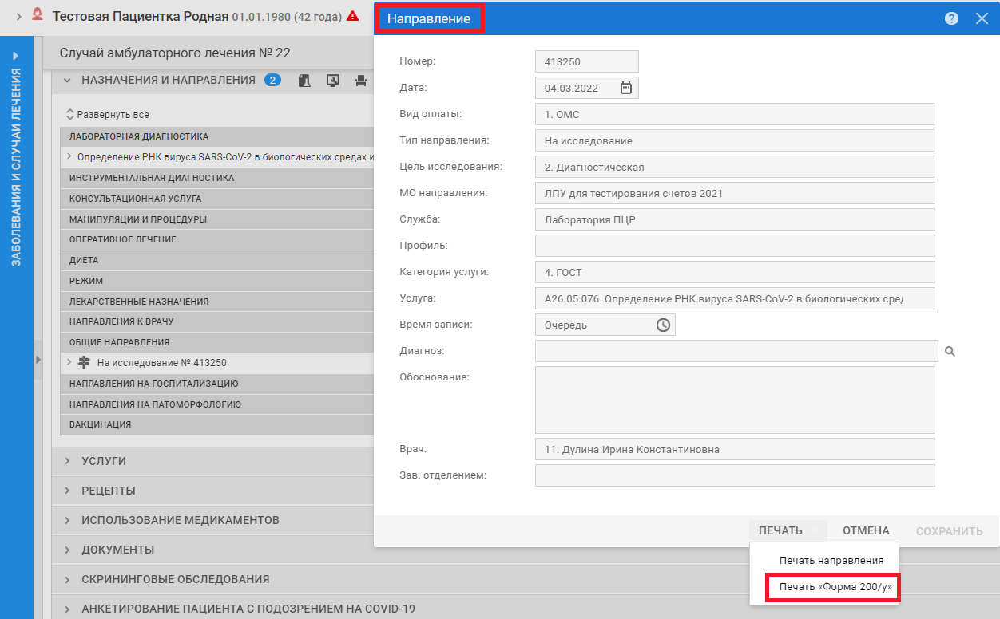 Тестовая Пациентка Родная 01.01.1980 (42 года)
ЗАБОЛЕВАНИЯ И СЛУЧАИ ЛЕЧЕНИЯ
Случай амбулаторного лечения № 22
НАЗНАЧЕНИЯ И НАПРАВЛЕНИЯ 2
Развернуть все
ЛАБОРАТОРНАЯ ДИАГНОСТИКА
Определение РНК вируса SARS-CoV-2 в биологических средах и
ИНСТРУМЕНТАЛЬНАЯ ДИАГНОСТИКА
КОНСУЛЬТАЦИОННАЯ УСЛУГА
МАНИПУЛЯЦИИ И ПРОЦЕДУРЫ
ОПЕРАТИВНОЕ ЛЕЧЕНИЕ
ДИЕТА
РЕЖИМ
ЛЕКАРСТВЕННЫЕ НАЗНАЧЕНИЯ
НАПРАВЛЕНИЯ К ВРАЧУ
ОБЩИЕ НАПРАВЛЕНИЯ
На исследование № 413250
НАПРАВЛЕНИЯ НА ГОСПИТАЛИЗАЦИЮ
НАПРАВЛЕНИЯ НА ПАТОМОРФОЛОГИЮ
ВАКЦИНАЦИЯ
УСЛУГИ
РЕЦЕПТЫ
ИСПОЛЬЗОВАНИЕ МЕДИКАМЕНТОВ
ДОКУМЕНТЫ
СКРИНИНГОВЫЕ ОБСЛЕДОВАНИЯ
АНКЕТИРОВАНИЕ ПАЦИЕНТА С ПОДОЗРЕНИЕМ НА COVID-19
Направление ?
Номер: 413250
Дата: 04.03.2022
Вид оплаты: 1. ОМС
Тип направления: На исследование
Цель исследования: 2. Диагностическая
МО направления: ЛПУ для тестирования счетов 2021
Служба: Лаборатория ПЦР
Профиль:
Категория услуги: 4. ГОСТ
Услуга: A26.05.076. Определение РНК вируса SARS-CoV-2 в биологических сред
Время записи: Очередь
Диагноз:
Обоснование:
Врач: 11. Дулина Ирина Константиновна
Зав. отделением:
ПЕЧАТЬ ОТМЕНА СОХРАНИТЬ
Печать направления
Печать «Форма 200/у»